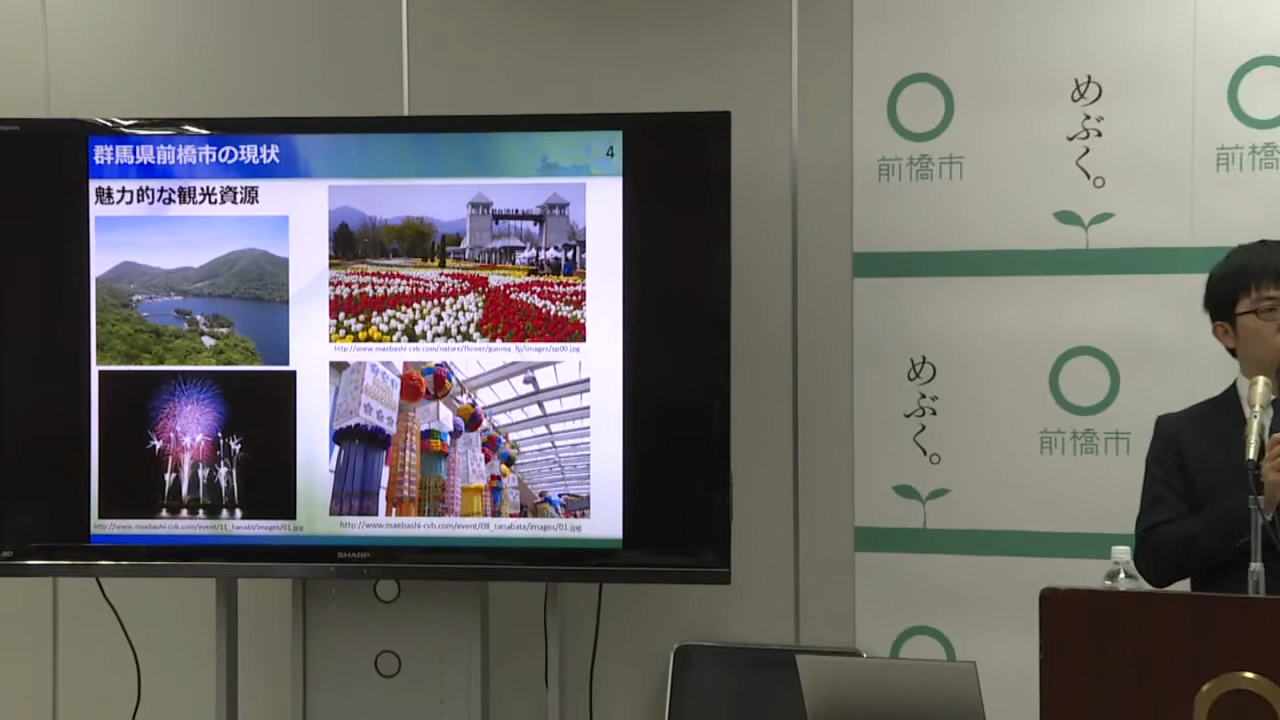 群馬県前橋市の現状
4
魅力的な観光資源
http://www.maebashi-cvb.com/nature/flower/gunma_fp/images/sp00.jpg
http://www.maebashi-cvb.com/event/11_hanabi/images/01.jpg
http://www.maebashi-cvb.com/event/08_tanabata/images/01.jpg
SHARP
前橋市
めぶく。
前橋
めぶく。
前橋市